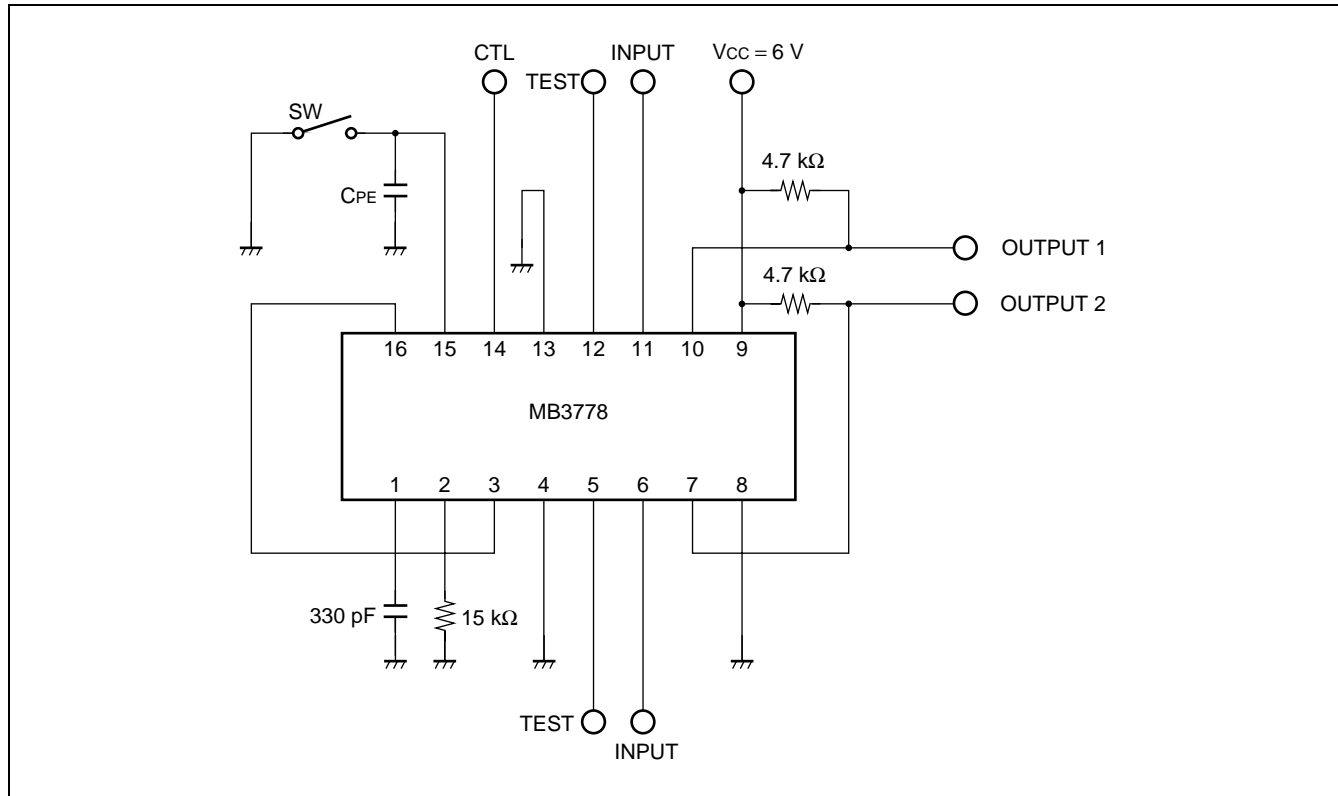 CTL
INPUT
VCC = 6 V
TEST
SW
4.7 kΩ
CPE
OUTPUT 1
4.7 kΩ
OUTPUT 2
16 15 14 13 12 11 10 9
MB3778
1 2 3 4 5 6 7 8
330 pF
15 kΩ
TEST
INPUT